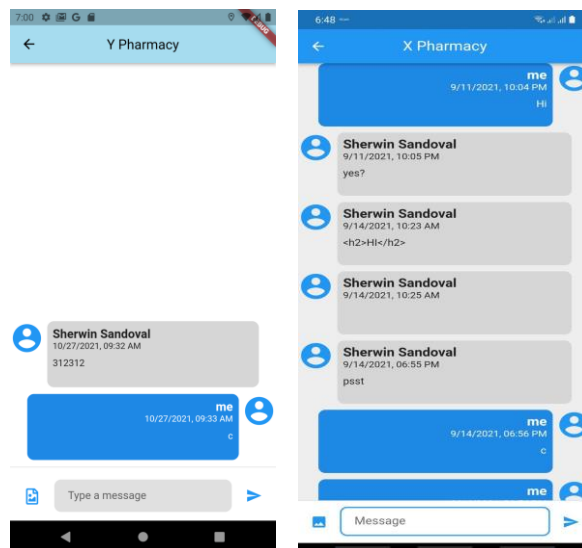 7:00
Y Pharmacy
Sherwin Sandoval
10/27/2021, 09:32 AM
312312
me
10/27/2021, 09:33 AM
c
Type a message
6:48
X Pharmacy
me
9/11/2021, 10:04 PM
Hi
Sherwin Sandoval
9/11/2021, 10:05 PM
yes?
Sherwin Sandoval
9/14/2021, 10:23 AM
<h2>HI</h2>
Sherwin Sandoval
9/14/2021, 10:25 AM
Sherwin Sandoval
9/14/2021, 06:55 PM
psst
me
9/14/2021, 06:56 PM
c
me
Message